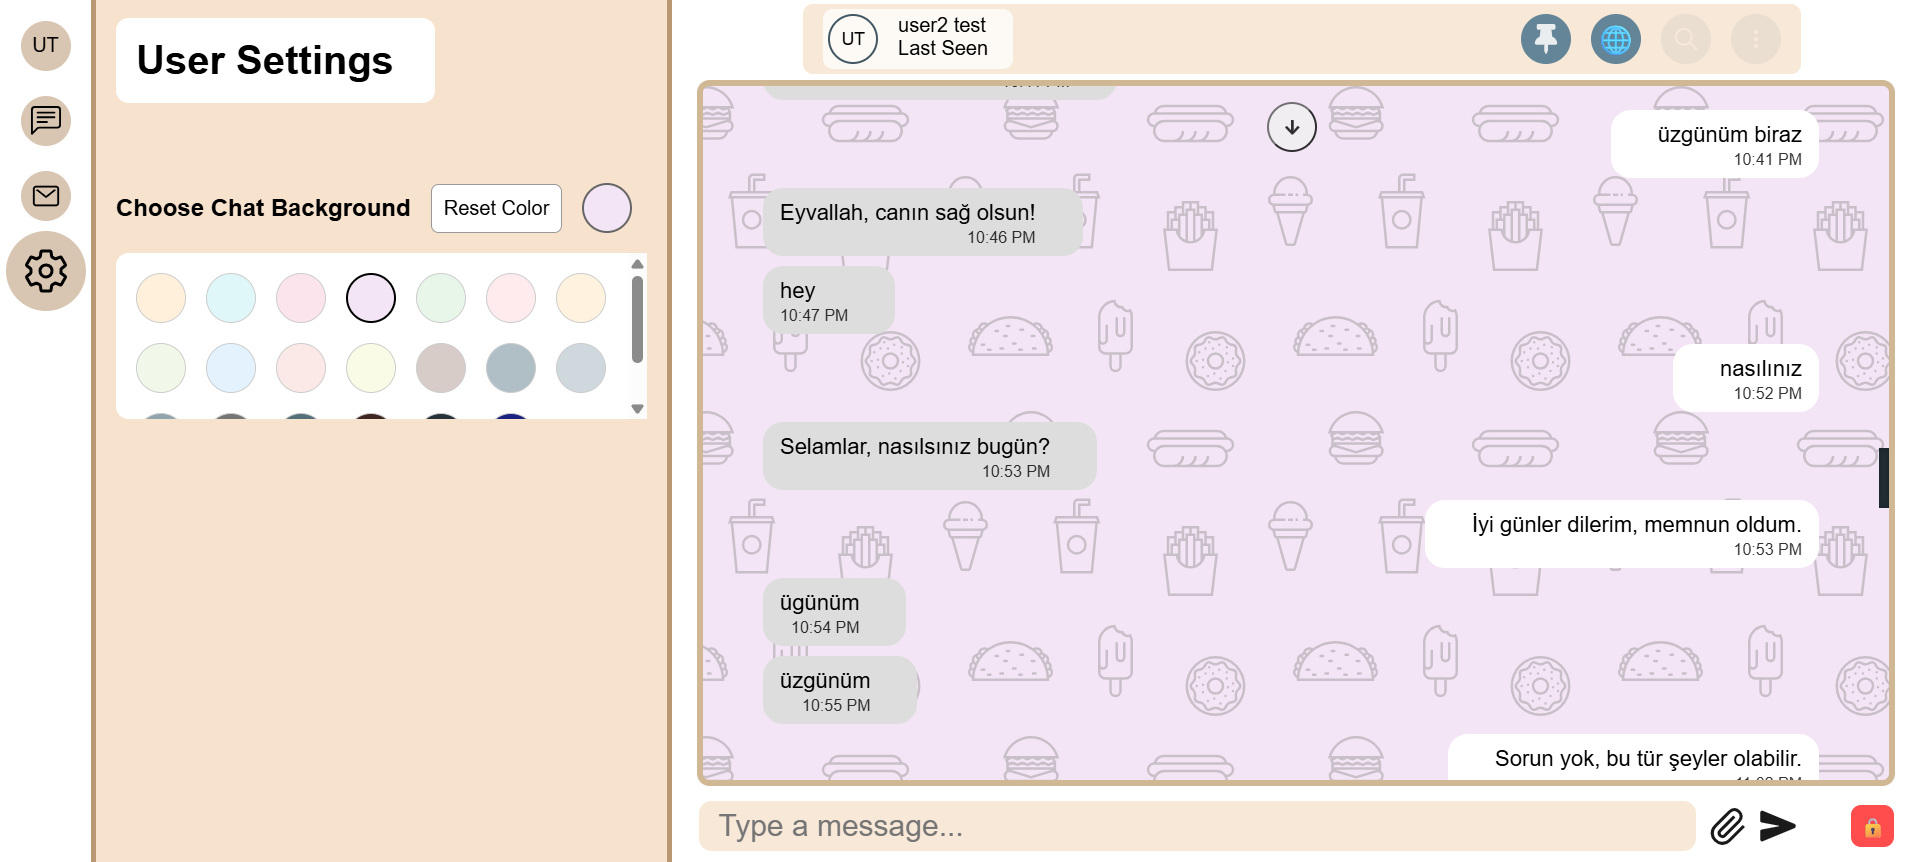 UT
User Settings
Choose Chat Background
Reset Color
UT
user2 test
Last Seen
üzgünüm biraz
10:41 PM
Eyvallah, canın sağ olsun!
10:46 PM
hey
10:47 PM
nasılınız
10:52 PM
Selamlar, nasılsınız bugün?
10:53 PM
İyi günler dilerim, memnun oldum.
10:53 PM
ügünüm
10:54 PM
üzgünüm
10:55 PM
Sorun yok, bu tür şeyler olabilir.
Type a message...